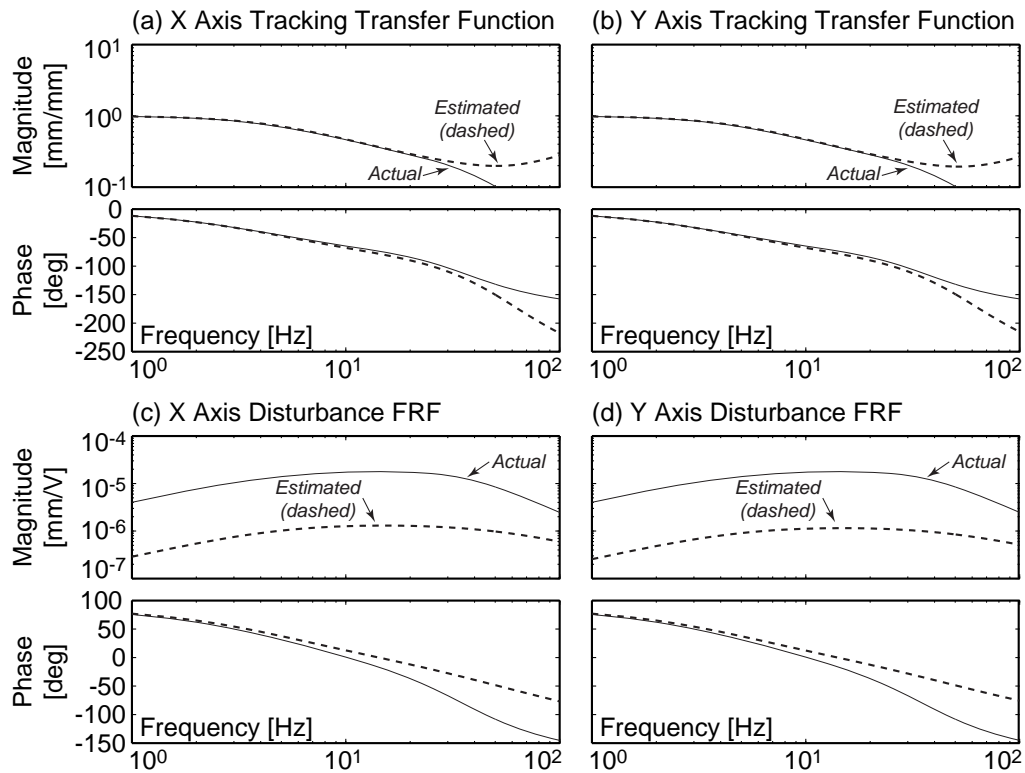 (a) X Axis Tracking Transfer Function
Magnitude
[mm/mm]
10^1
10^0
10^-1
Estimated
(dashed)
Actual
Phase
[deg]
0
-50
-100
-150
-200
-250
Frequency [Hz]
10^0
10^1
10^2
(b) Y Axis Tracking Transfer Function
Estimated
(dashed)
Actual
Frequency [Hz]
10^0
10^1
10^2
(c) X Axis Disturbance FRF
Magnitude
[mm/V]
10^-4
10^-5
10^-6
10^-7
Actual
Estimated
(dashed)
Phase
[deg]
100
50
0
-50
-100
-150
Frequency [Hz]
10^0
10^1
10^2
(d) Y Axis Disturbance FRF
Actual
Estimated
(dashed)
Frequency [Hz]
10^0
10^1
10^2